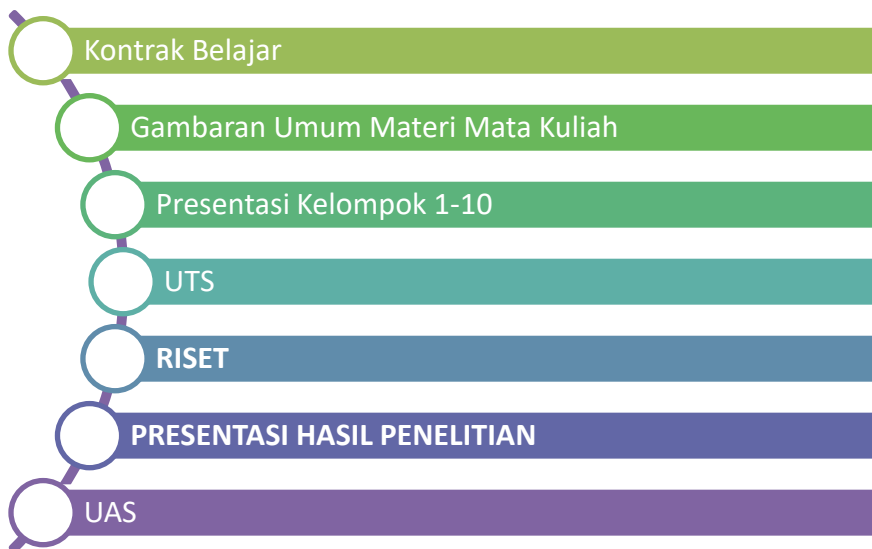 Kontrak Belajar
Gambaran Umum Materi Mata Kuliah
Presentasi Kelompok 1-10
UTS
RISET
PRESENTASI HASIL PENELITIAN
UAS